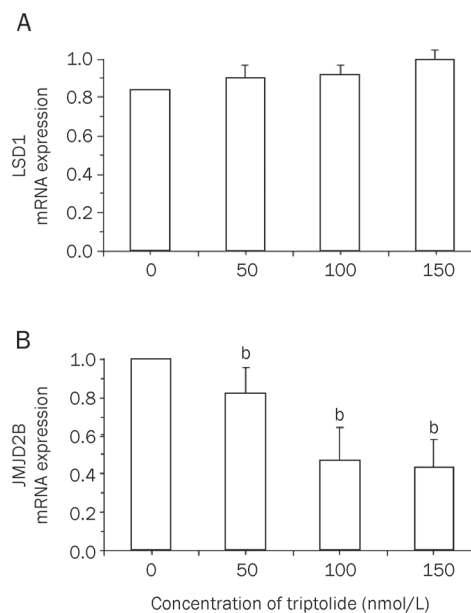 A
LSD1
mRNA expression
1.0
0.8
0.6
0.4
0.2
0.0
0 50 100 150
B
JMJD2B
mRNA expression
1.0
0.8
0.6
0.4
0.2
0.0
b
b
b
0 50 100 150
Concentration of triptolide (nmol/L)